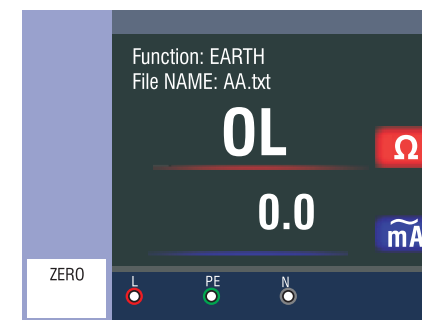 Function: EARTH
File NAME: AA.txt
OL
Ω
0.0
mA
ZERO
L PE N